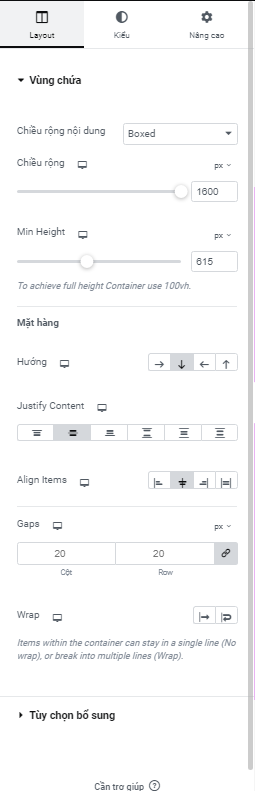 Layout
Kiểu
Nâng cao
Vùng chứa
Chiều rộng nội dung
Boxed
Chiều rộng
px
1600
Min Height
px
615
To achieve full height Container use 100vh.
Mặt hàng
Hướng
Justify Content
Align Items
Gaps
px
20
20
Cột
Row
Wrap
Items within the container can stay in a single line (No
wrap), or break into multiple lines (Wrap).
Tùy chọn bổ sung
Cần trợ giúp